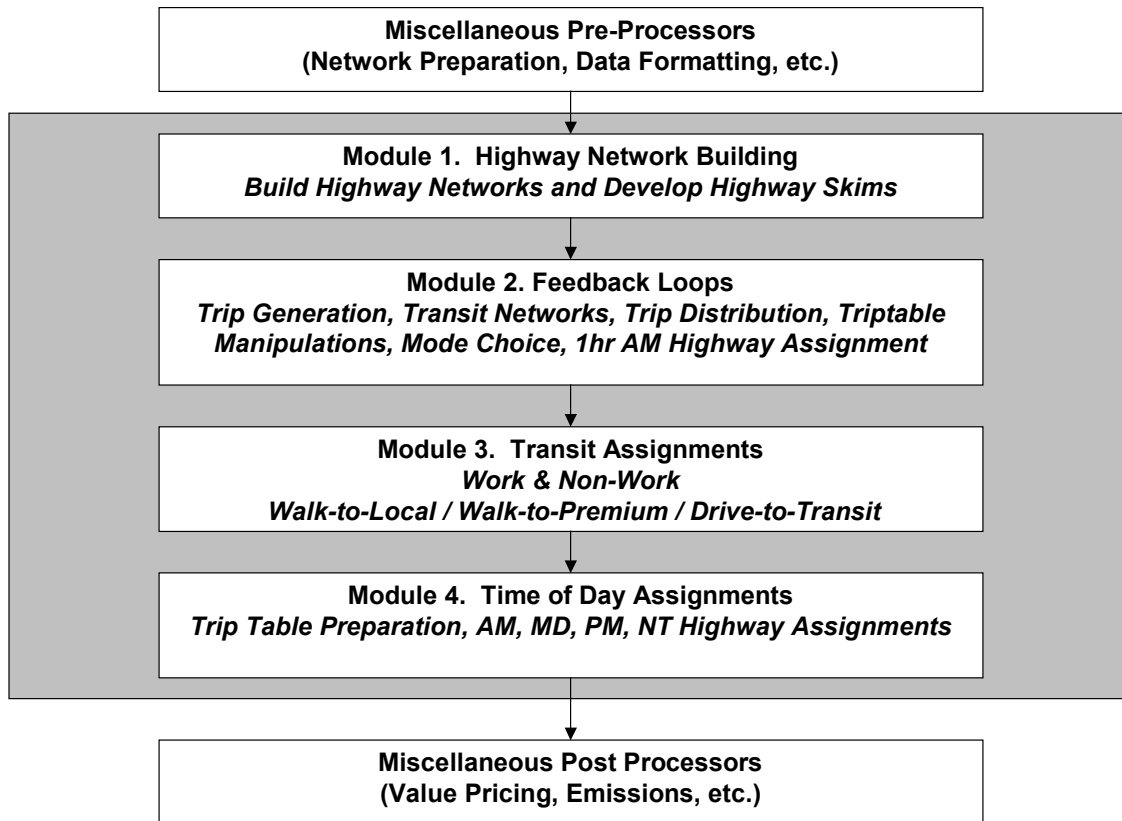 Miscellaneous Pre-Processors
(Network Preparation, Data Formatting, etc.)
Module 1.  Highway Network Building
Build Highway Networks and Develop Highway Skims
Module 2. Feedback Loops
Trip Generation, Transit Networks, Trip Distribution, Triptable
Manipulations, Mode Choice, 1hr AM Highway Assignment
Module 3.  Transit Assignments
Work & Non-Work
Walk-to-Local / Walk-to-Premium / Drive-to-Transit
Module 4.  Time of Day Assignments
Trip Table Preparation, AM, MD, PM, NT Highway Assignments
Miscellaneous Post Processors
(Value Pricing, Emissions, etc.)